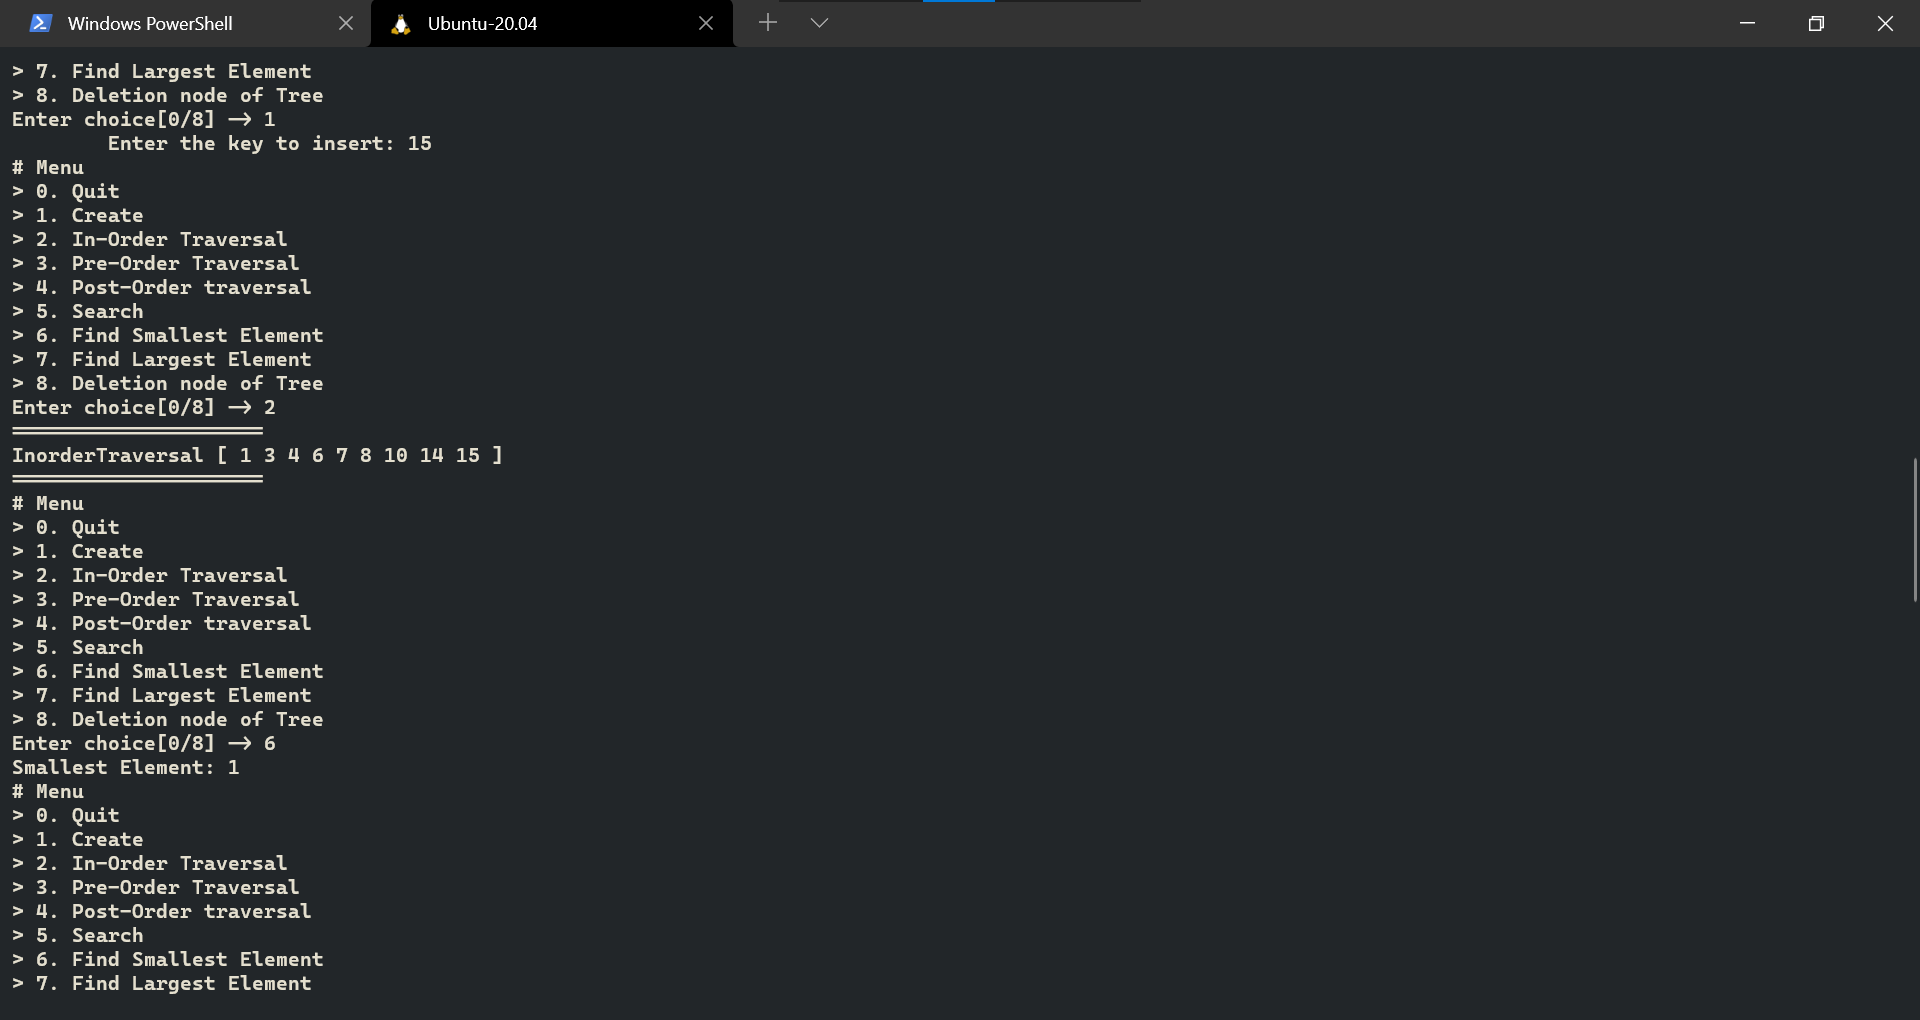 Windows PowerShell
Ubuntu-20.04
> 7. Find Largest Element
> 8. Deletion node of Tree
Enter choice[0/8] --> 1
Enter the key to insert: 15
# Menu
> 0. Quit
> 1. Create
> 2. In-Order Traversal
> 3. Pre-Order Traversal
> 4. Post-Order traversal
> 5. Search
> 6. Find Smallest Element
> 7. Find Largest Element
> 8. Deletion node of Tree
Enter choice[0/8] --> 2
=====================
InorderTraversal [ 1 3 4 6 7 8 10 14 15 ]
=====================
# Menu
> 0. Quit
> 1. Create
> 2. In-Order Traversal
> 3. Pre-Order Traversal
> 4. Post-Order traversal
> 5. Search
> 6. Find Smallest Element
> 7. Find Largest Element
> 8. Deletion node of Tree
Enter choice[0/8] --> 6
Smallest Element: 1
# Menu
> 0. Quit
> 1. Create
> 2. In-Order Traversal
> 3. Pre-Order Traversal
> 4. Post-Order traversal
> 5. Search
> 6. Find Smallest Element
> 7. Find Largest Element